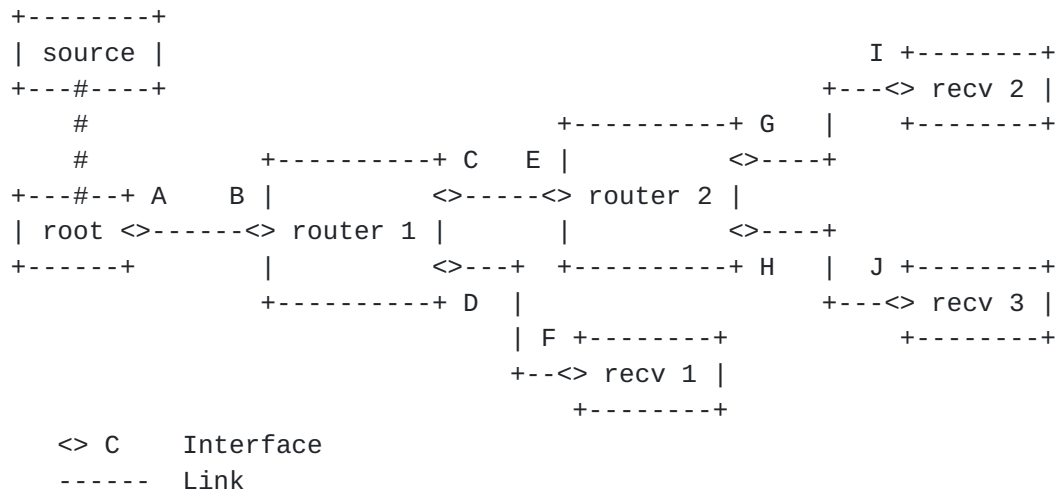 +--------+
| source |                                             I +--------+
+---#----+                                          +---<> recv 2 |
    #                               +----------+ G  |    +--------+
    #            +----------+ C   E |          <>----+
+---#--+ A    B |          <>-----<> router 2 |
| root <>------<> router 1 |       |          <>----+
+------+         |          <>---+  +----------+ H   |  J +--------+
                +----------+ D  |                   +---<> recv 3 |
                                | F +--------+           +--------+
                                +--<> recv 1 |
                                    +--------+
   <> C    Interface
   ------  Link